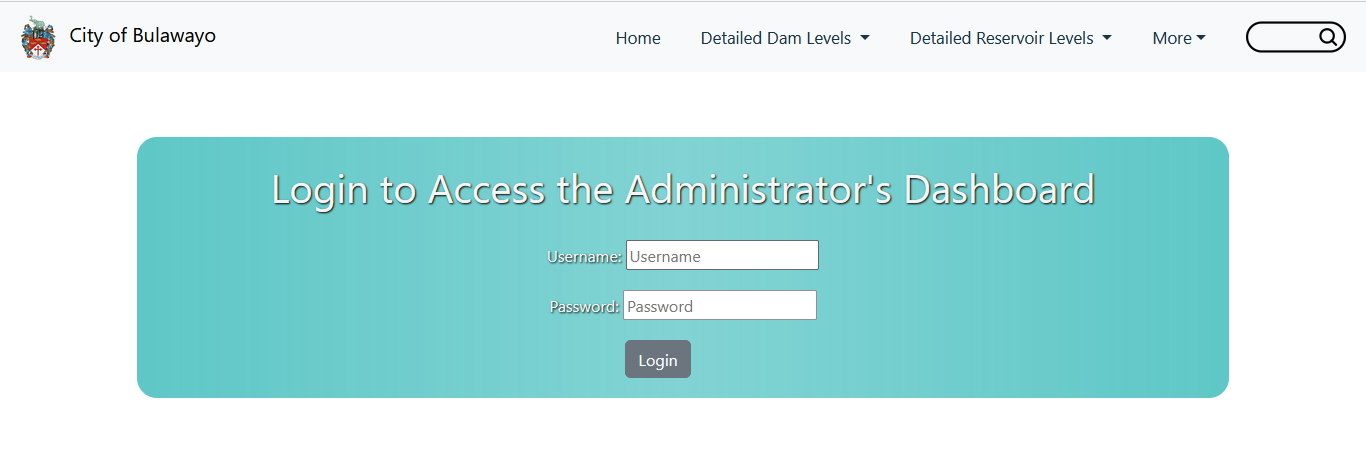 City of Bulawayo
Home Detailed Dam Levels Detailed Reservoir Levels More
Login to Access the Administrator's Dashboard
Username: Username
Password: Password
Login